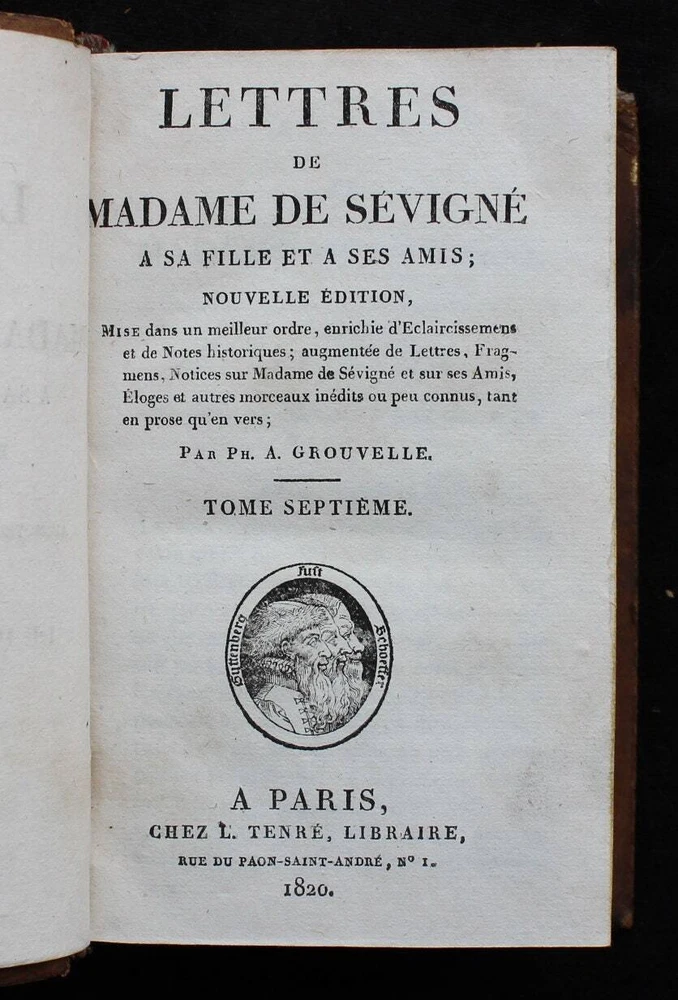 LETTRES
DE
MADAME DE SÉVIGNÉ
A SA FILLE ET A SES AMIS;
NOUVELLE ÉDITION,
MISE dans un meilleur ordre, enrichie d'Eclaircissemens
et de Notes historiques; augmentée de Lettres, Frag-
mens, Notices sur Madame de Sévigné et sur ses Amis,
Éloges et autres morceaux inédits ou peu connus, tant
en prose qu'en vers;
PAR PH. A. GROUVELLE.
TOME SEPTIÈME.
Fust
Guttenberg
Schoeffer
A PARIS,
CHEZ L. TENRÉ, LIBRAIRE,
RUE DU PAON-SAINT-ANDRÉ, Nº 1.
1820.